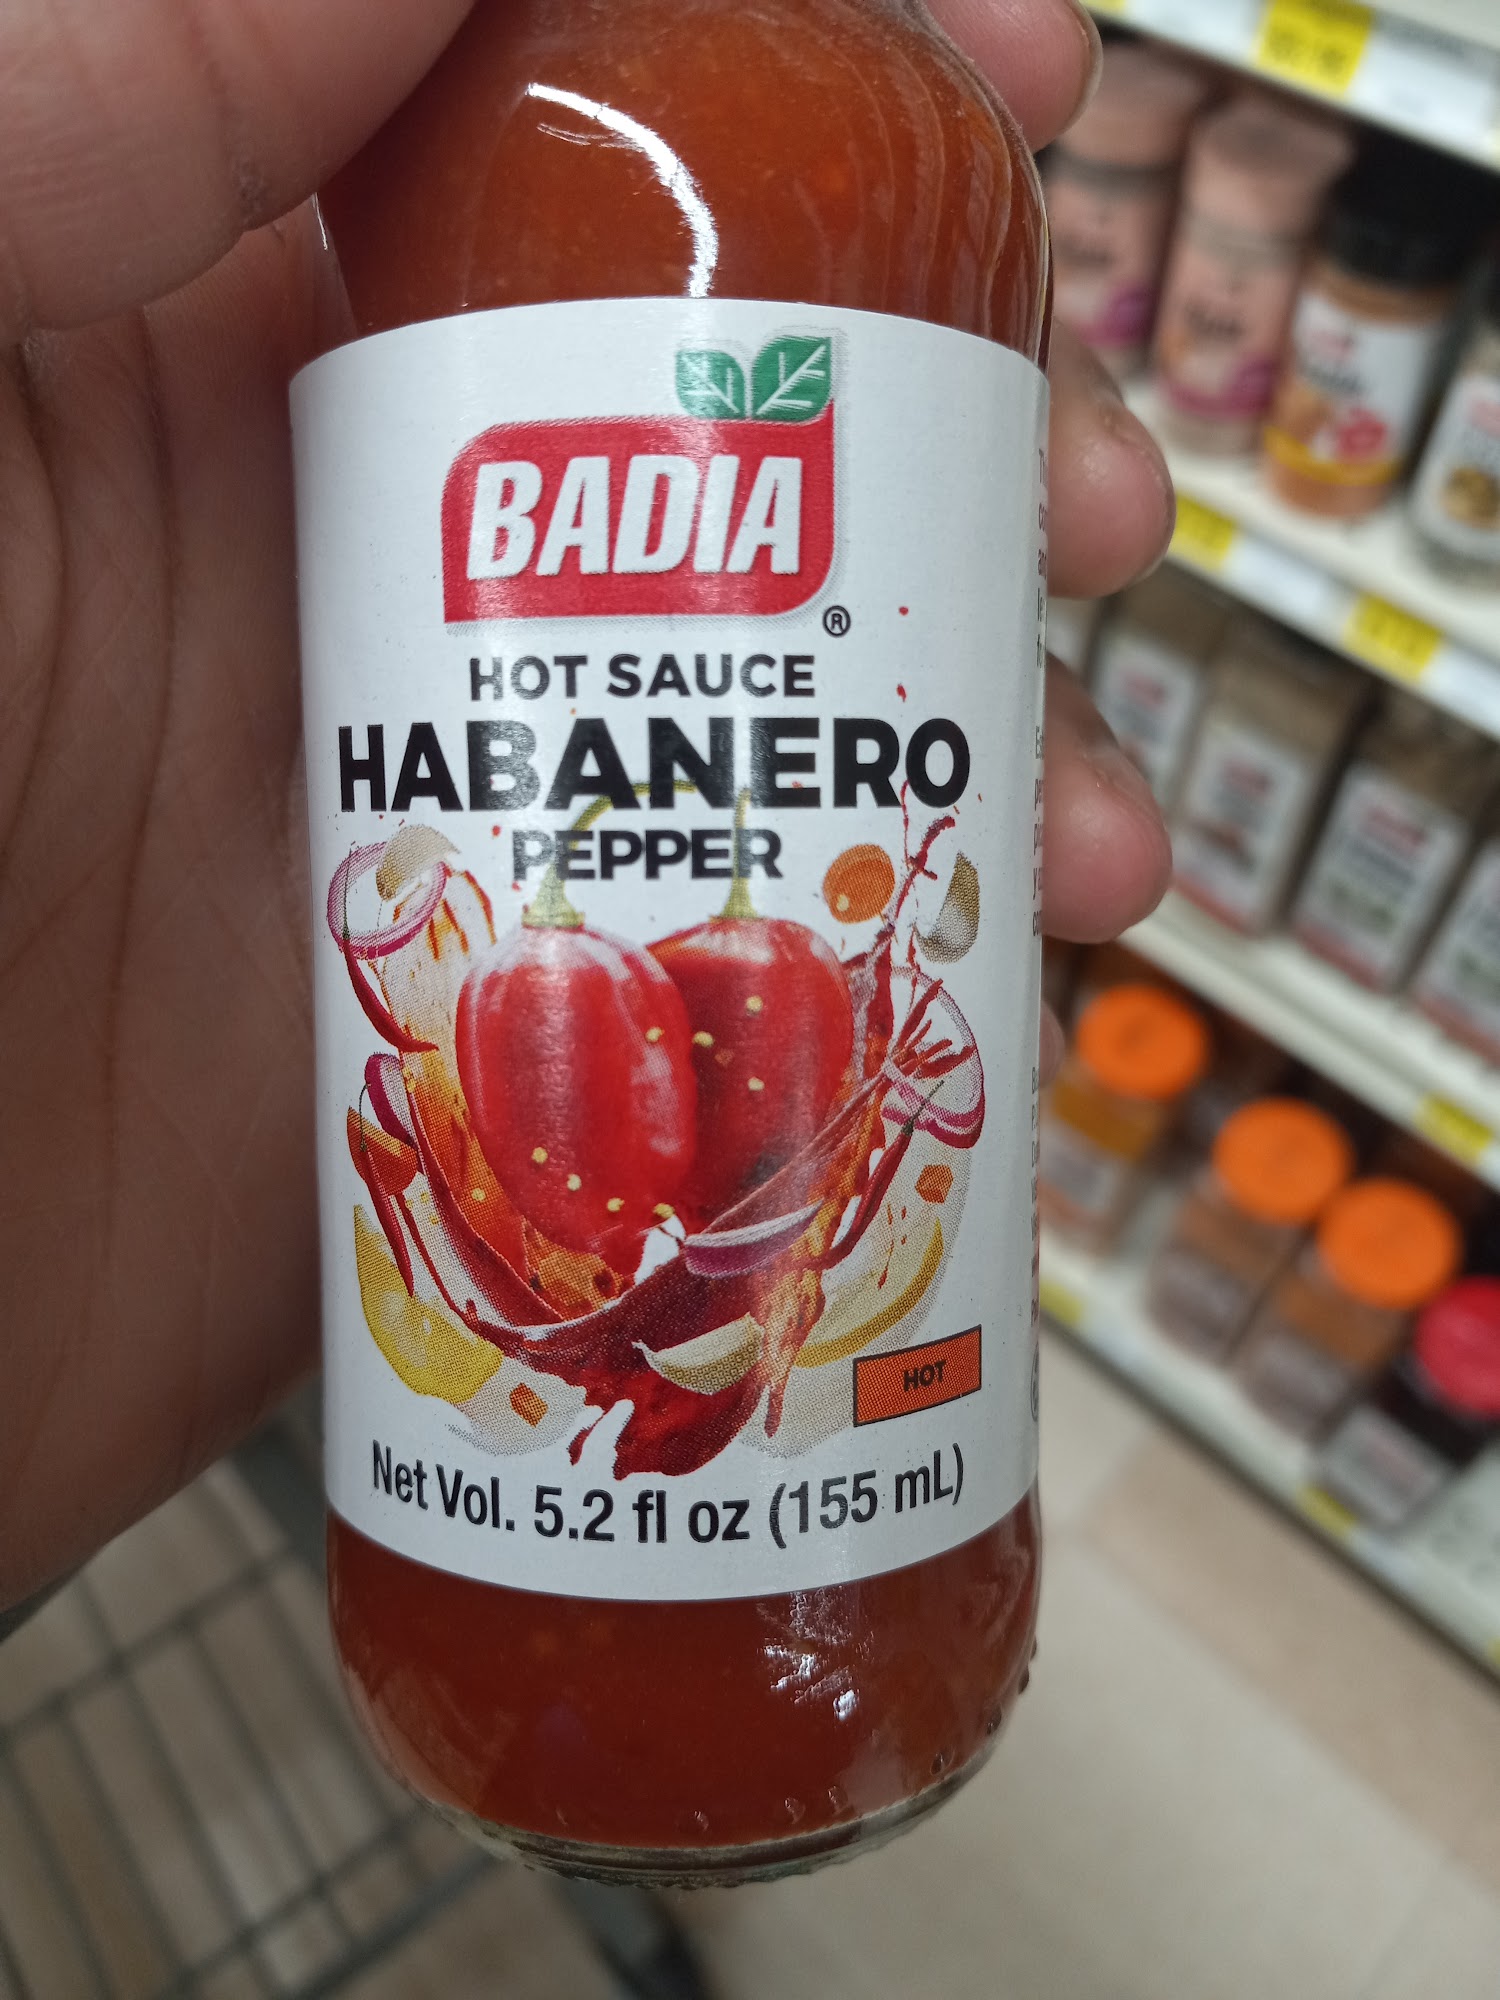 BADIA
®
HOT SAUCE
HABANERO
PEPPER
HOT
Net Vol. 5.2 fl oz (155 mL)